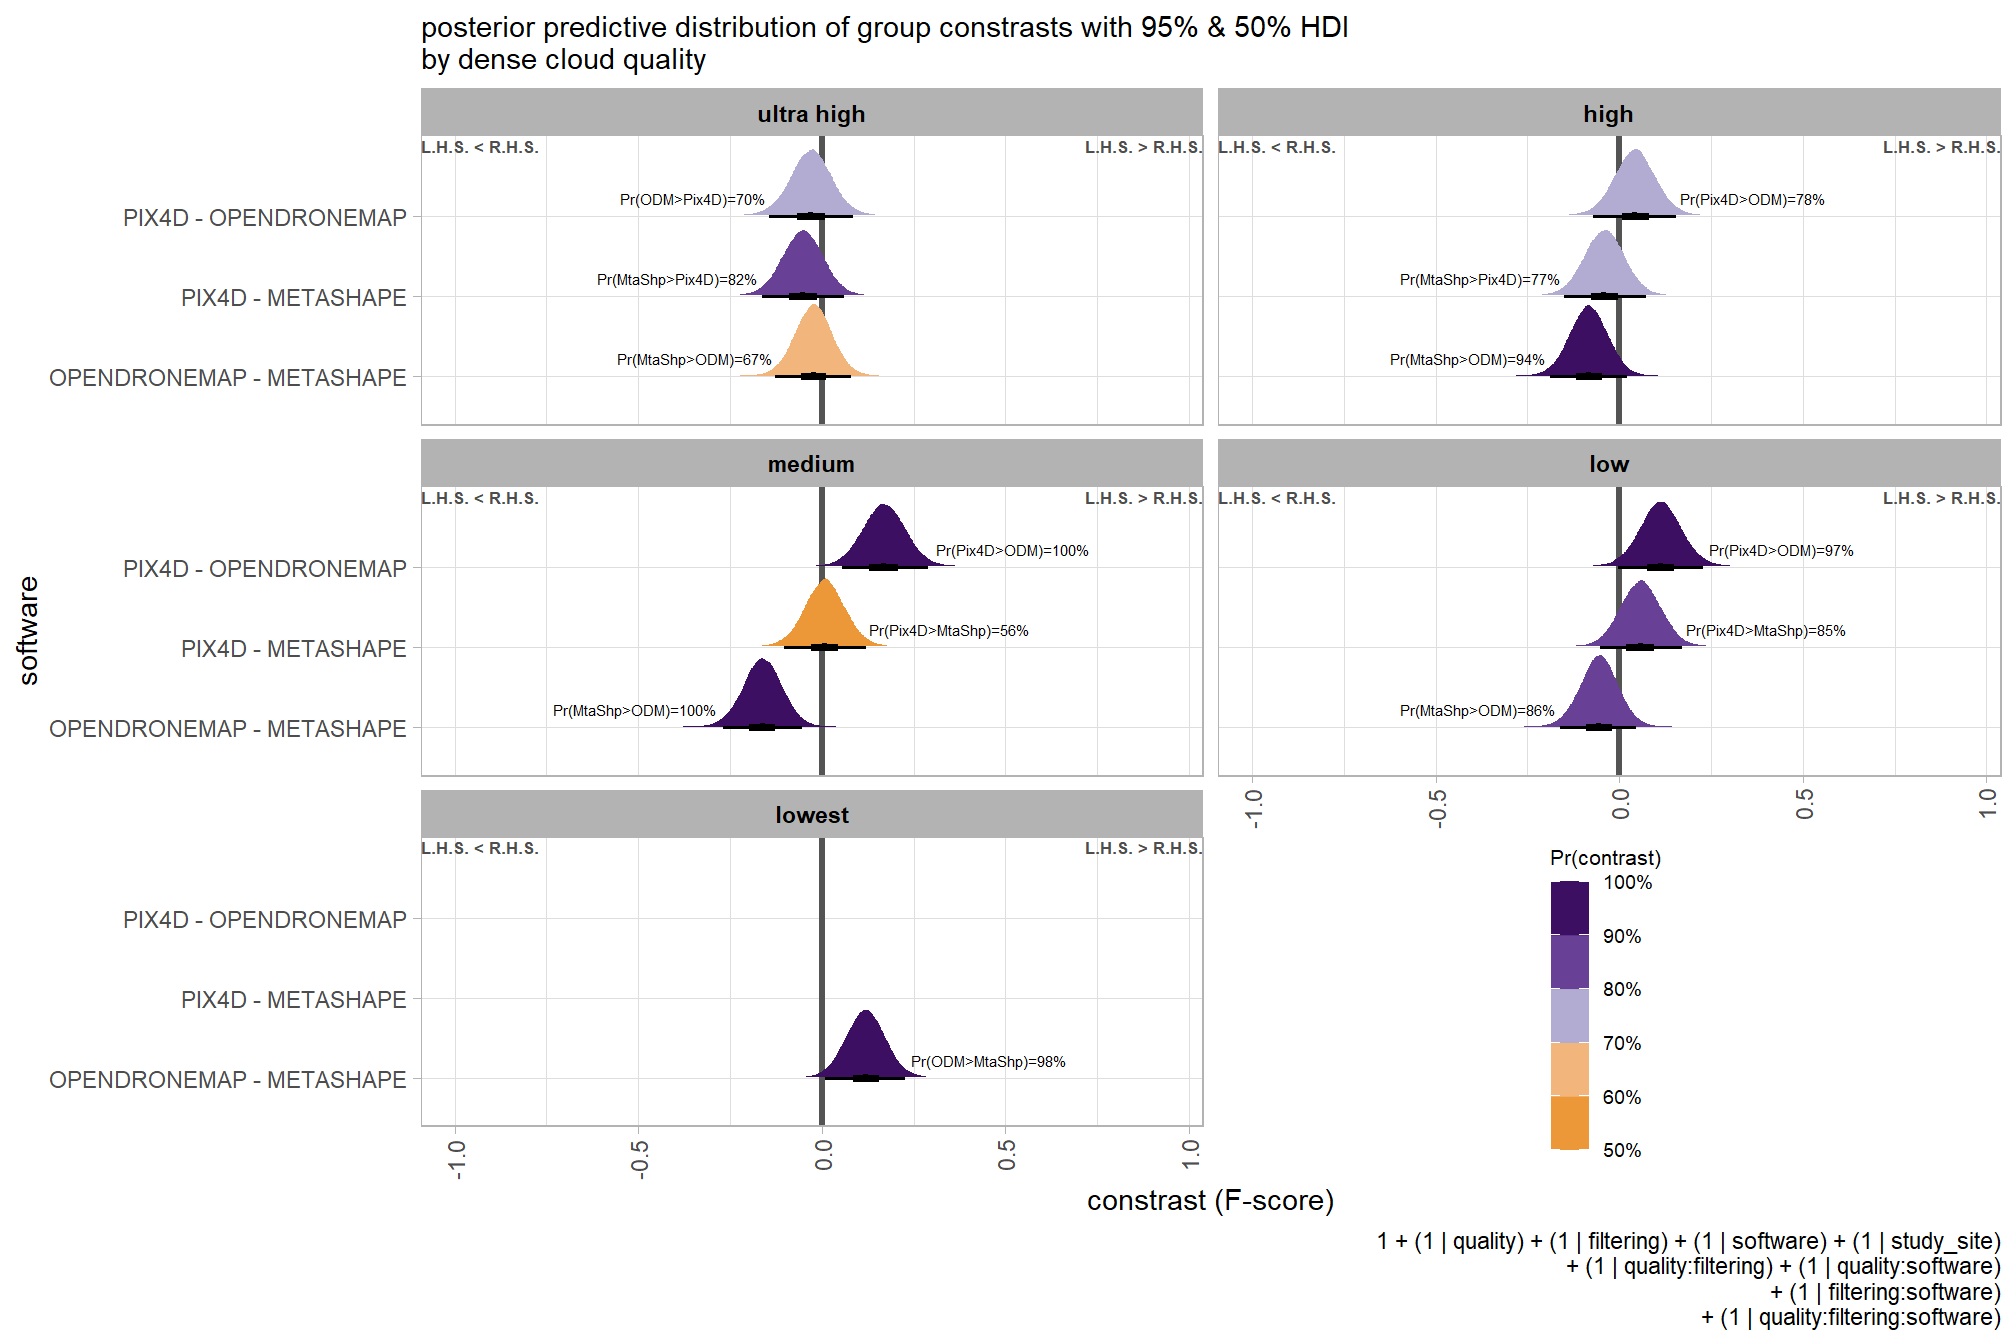 posterior predictive distribution of group constrasts with 95% & 50% HDI
by dense cloud quality
ultra high
L.H.S. < R.H.S.
L.H.S. > R.H.S.
PIX4D - OPENDRONEMAP
Pr(ODM>Pix4D)=70%
PIX4D - METASHAPE
Pr(MtaShp>Pix4D)=82%
OPENDRONEMAP - METASHAPE
Pr(MtaShp>ODM)=67%
high
L.H.S. < R.H.S.
L.H.S. > R.H.S.
Pr(Pix4D>ODM)=78%
Pr(MtaShp>Pix4D)=77%
Pr(MtaShp>ODM)=94%
software
medium
L.H.S. < R.H.S.
L.H.S. > R.H.S.
PIX4D - OPENDRONEMAP
Pr(Pix4D>ODM)=100%
PIX4D - METASHAPE
Pr(Pix4D>MtaShp)=56%
OPENDRONEMAP - METASHAPE
Pr(MtaShp>ODM)=100%
low
L.H.S. < R.H.S.
L.H.S. > R.H.S.
Pr(Pix4D>ODM)=97%
Pr(Pix4D>MtaShp)=85%
Pr(MtaShp>ODM)=86%
-1.0
-0.5
0.0
0.5
1.0
lowest
L.H.S. < R.H.S.
L.H.S. > R.H.S.
PIX4D - OPENDRONEMAP
PIX4D - METASHAPE
OPENDRONEMAP - METASHAPE
Pr(ODM>MtaShp)=98%
-1.0
-0.5
0.0
0.5
1.0
Pr(contrast)
100%
90%
80%
70%
60%
50%
constrast (F-score)
1 + (1 | quality) + (1 | filtering) + (1 | software) + (1 | study_site)
+ (1 | quality:filtering) + (1 | quality:software)
+ (1 | filtering:software)
+ (1 | quality:filtering:software)